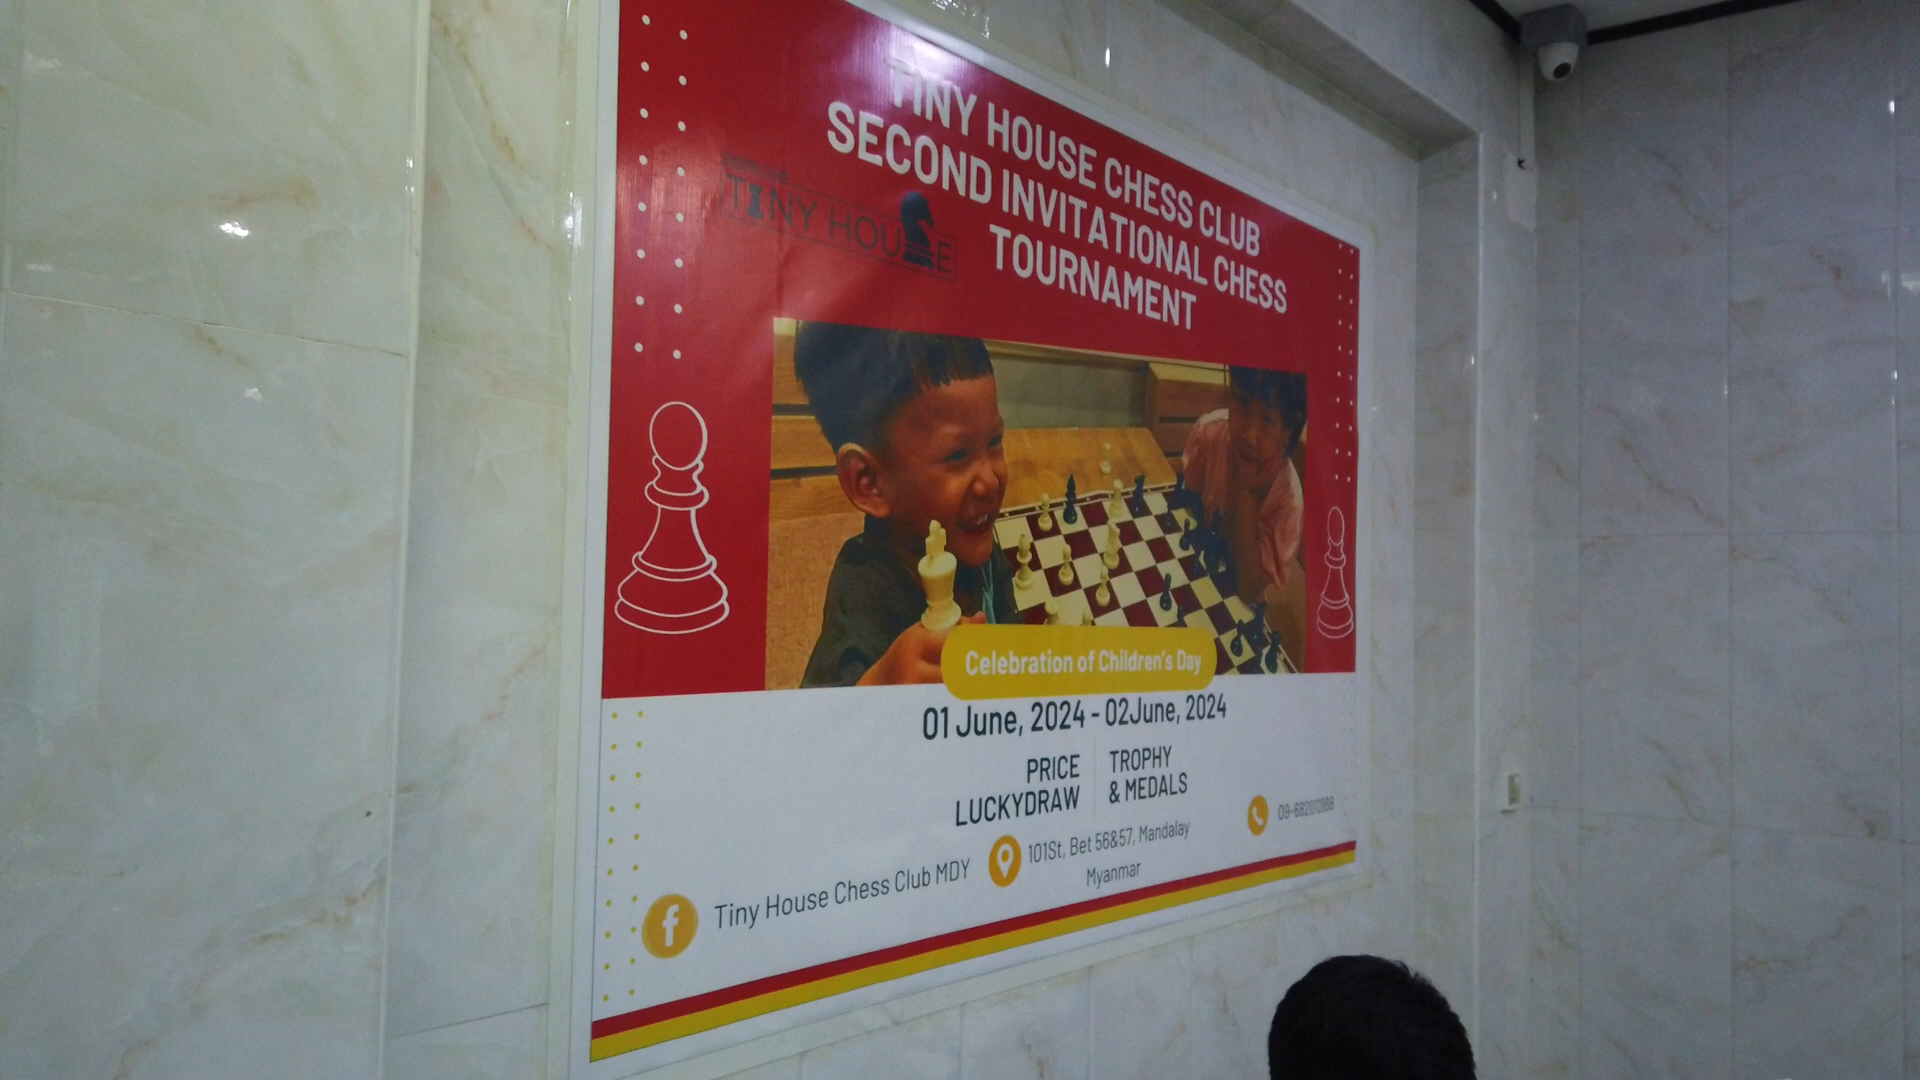 TINY HOUSE CHESS CLUB
SECOND INVITATIONAL CHESS
TOURNAMENT
TINY HOUSE
Celebration of Children's Day
01 June, 2024 - 02June, 2024
PRICE
LUCKYDRAW
TROPHY
& MEDALS
Tiny House Chess Club MDY
101St, Bet 56&57, Mandalay
Myanmar